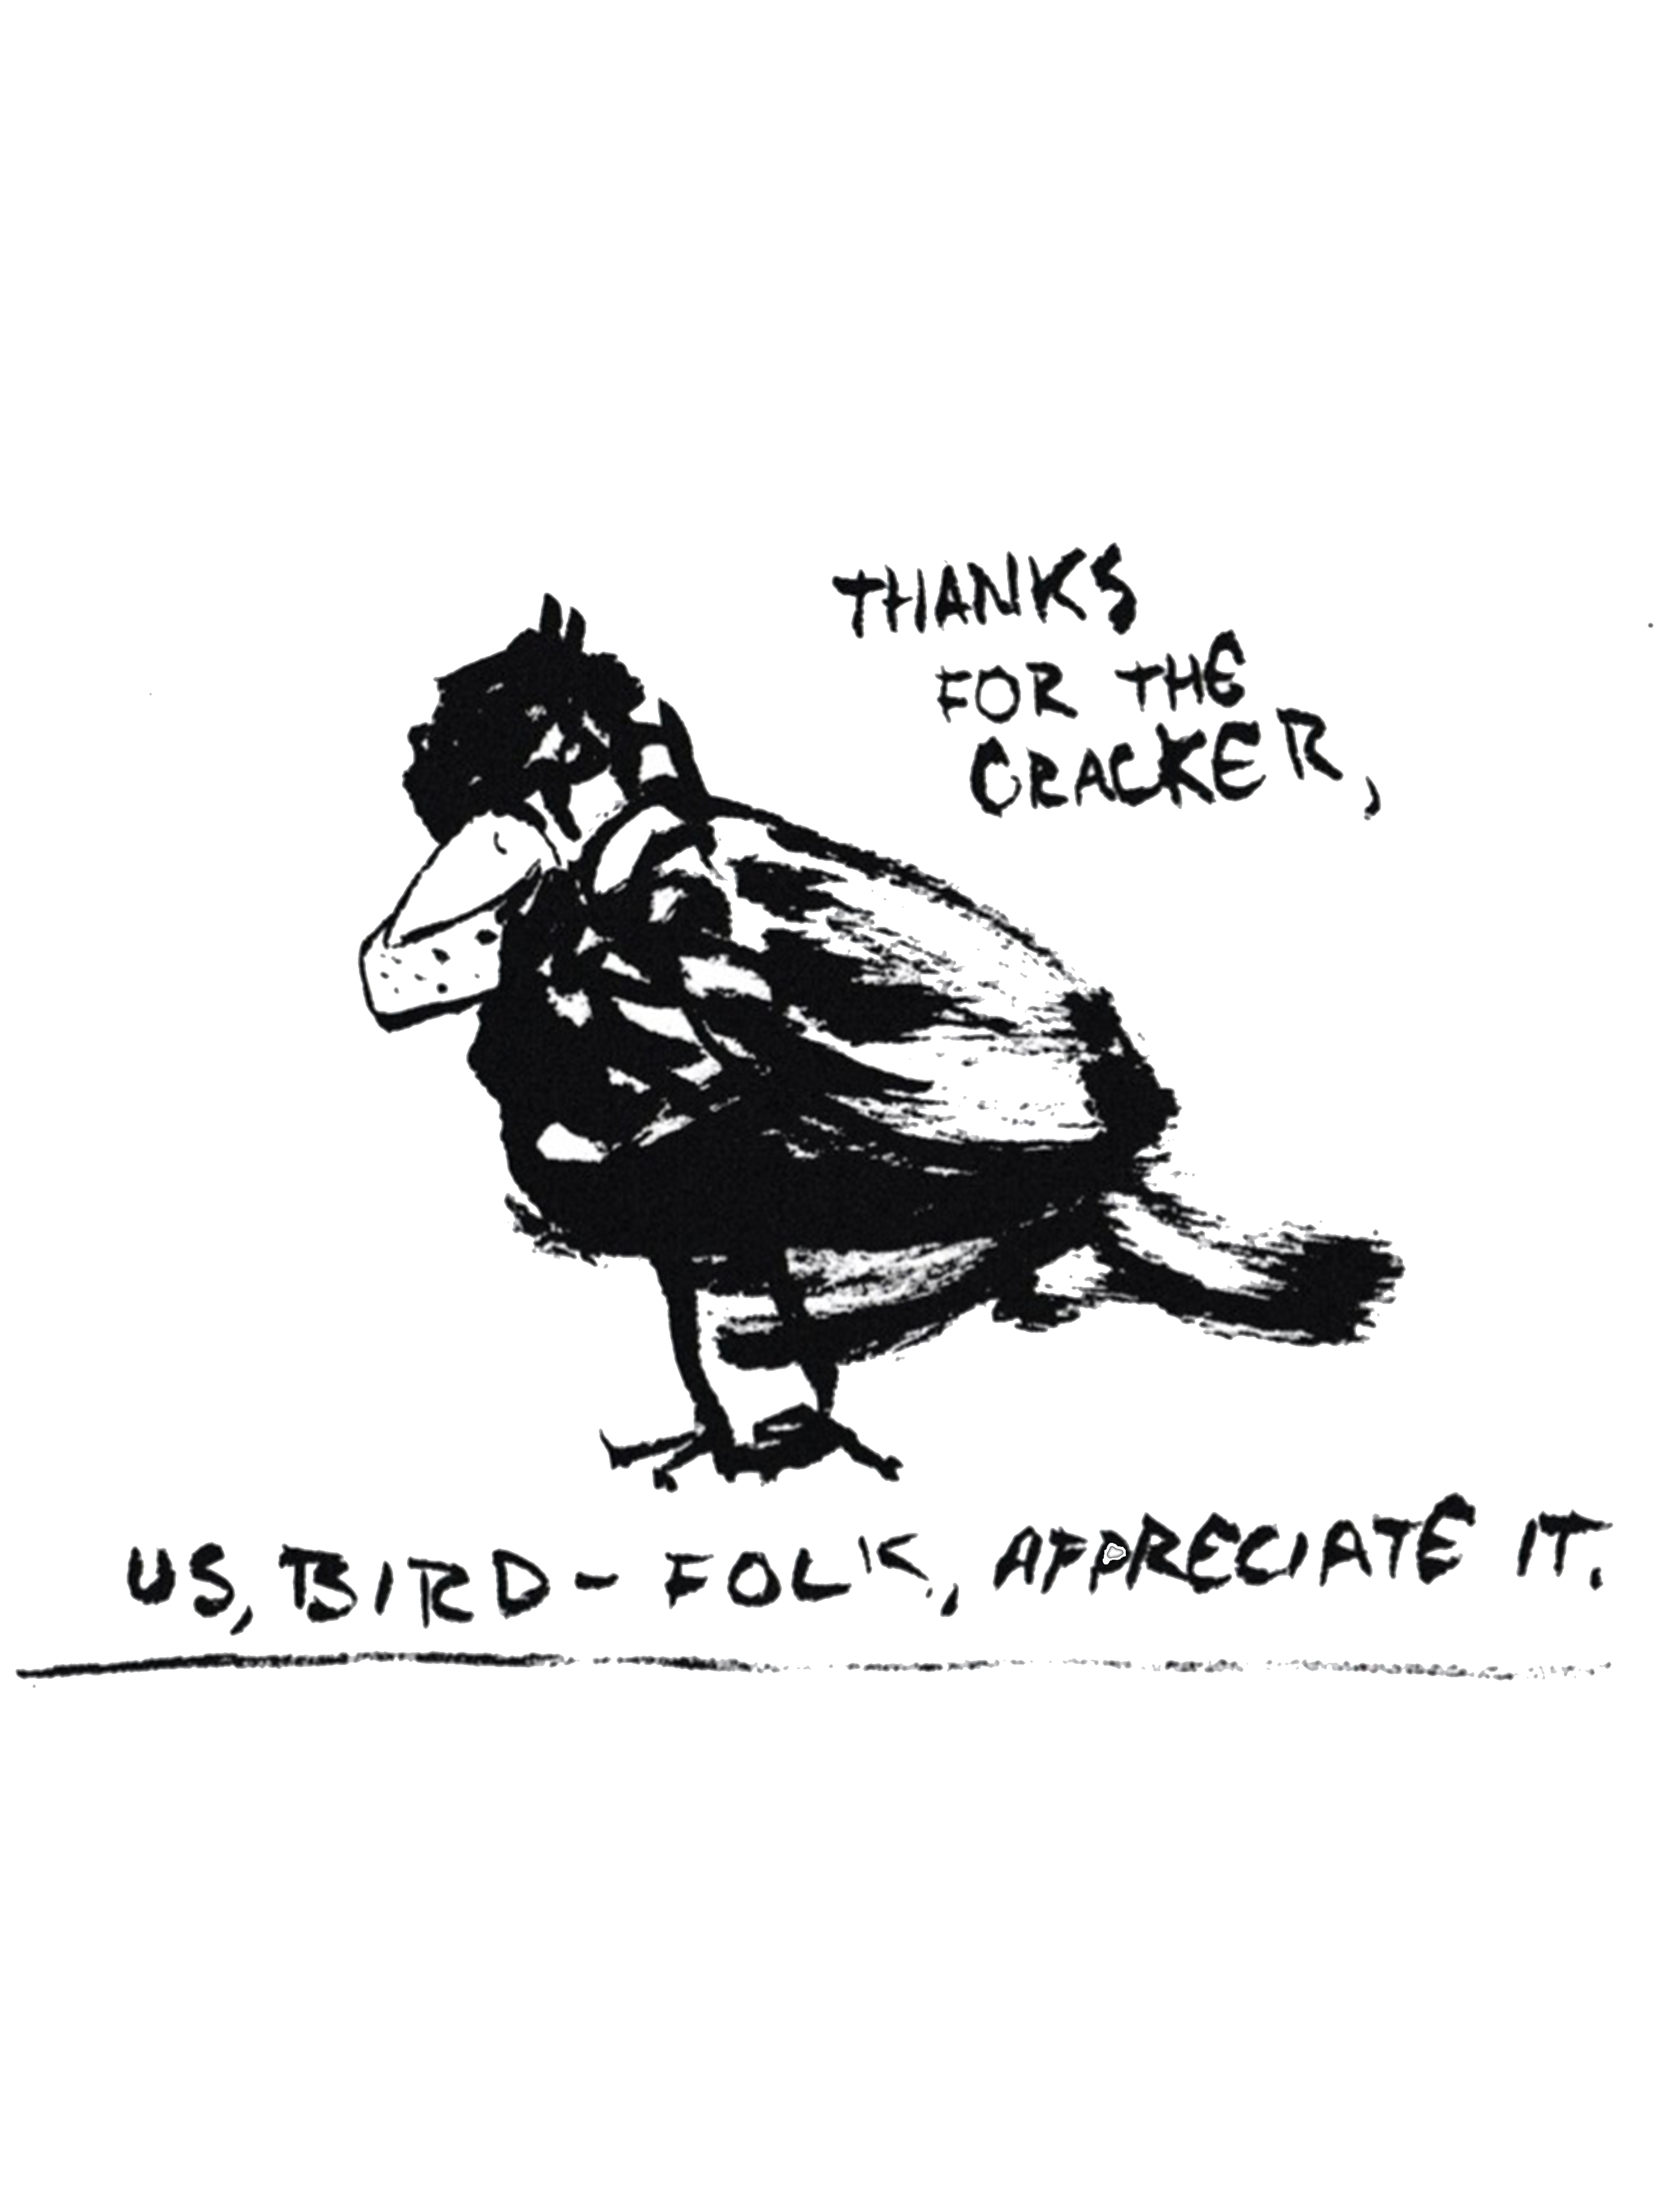 THANKS
FOR THE
CRACKER,
US, BIRD-FOLK, APPRECIATE IT.